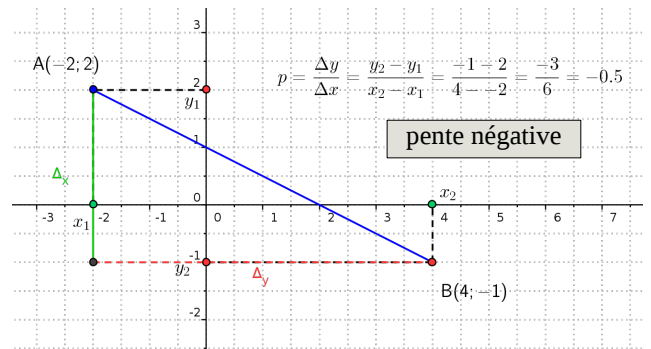 3
A(−2; 2)
2
y₁
p = Δy/Δx = (y₂ − y₁)/(x₂ − x₁) = (−1 − 2)/(4 − −2) = −3/6 = −0.5
pente négative
1
Δx
0
x₂
-3 -2 -1 0 1 2 3 4 5 6 7
x₁
-1
y₂
Δy
B(4; −1)
-2